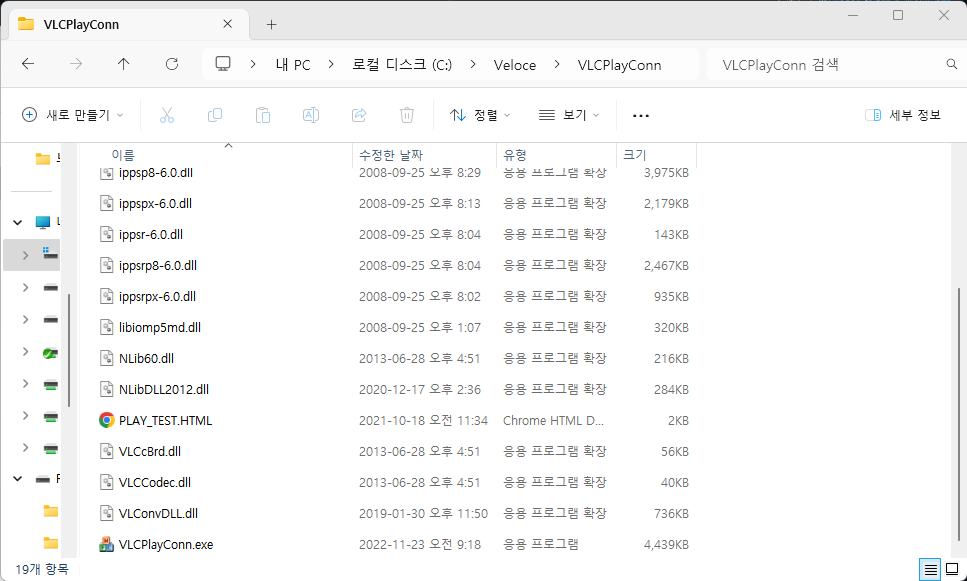 VLCPlayConn
내 PC > 로컬 디스크 (C:) > Veloce > VLCPlayConn
VLCPlayConn 검색
새로 만들기
정렬
보기
세부 정보
이름 수정한 날짜 유형 크기
ippsp8-6.0.dll 2008-09-25 오후 8:29 응용 프로그램 확장 3,975KB
ippspx-6.0.dll 2008-09-25 오후 8:13 응용 프로그램 확장 2,179KB
ippsr-6.0.dll 2008-09-25 오후 8:04 응용 프로그램 확장 143KB
ippsrp8-6.0.dll 2008-09-25 오후 8:04 응용 프로그램 확장 2,467KB
ippsrpx-6.0.dll 2008-09-25 오후 8:02 응용 프로그램 확장 935KB
libiomp5md.dll 2008-09-25 오후 1:07 응용 프로그램 확장 320KB
NLib60.dll 2013-06-28 오후 4:51 응용 프로그램 확장 216KB
NLibDLL2012.dll 2020-12-17 오후 2:36 응용 프로그램 확장 284KB
PLAY_TEST.HTML 2021-10-18 오전 11:34 Chrome HTML D... 2KB
VLCcBrd.dll 2013-06-28 오후 4:51 응용 프로그램 확장 56KB
VLCCodec.dll 2013-06-28 오후 4:51 응용 프로그램 확장 40KB
VLConvDLL.dll 2019-01-30 오전 11:50 응용 프로그램 확장 736KB
VLCPlayConn.exe 2022-11-23 오전 9:18 응용 프로그램 4,439KB
19개 항목